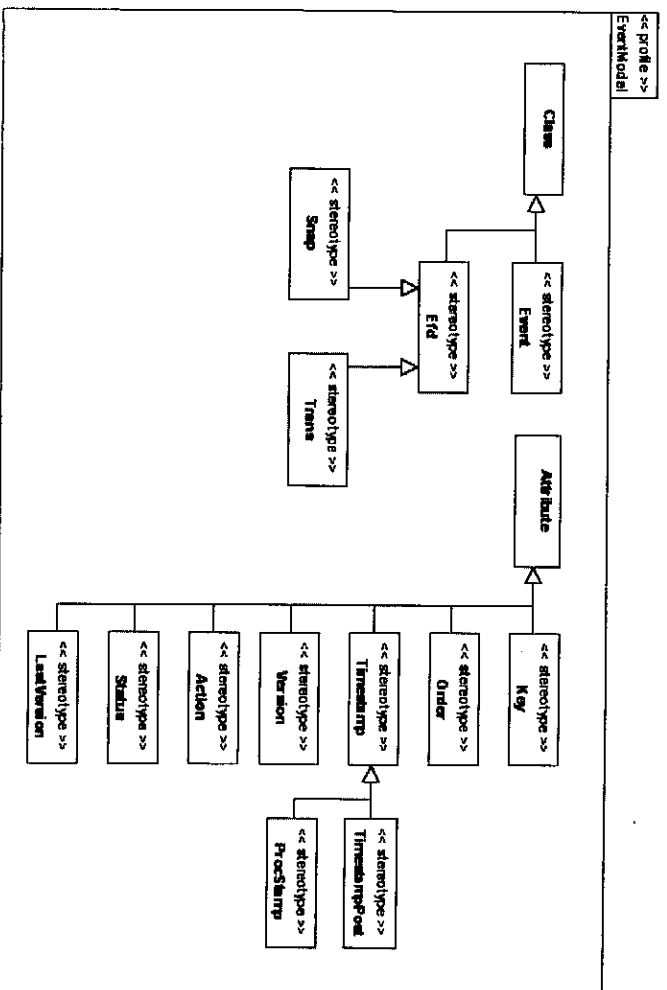 << profile >>
EventModel
Class
<< stereotype >>
Event
<< stereotype >>
Efd
<< stereotype >>
Snap
<< stereotype >>
Trans
Attribute
<< stereotype >>
Key
<< stereotype >>
Order
<< stereotype >>
Timestamp
<< stereotype >>
Version
<< stereotype >>
Action
<< stereotype >>
Status
<< stereotype >>
LastVersion
<< stereotype >>
TimestampPost
<< stereotype >>
ProcStamp